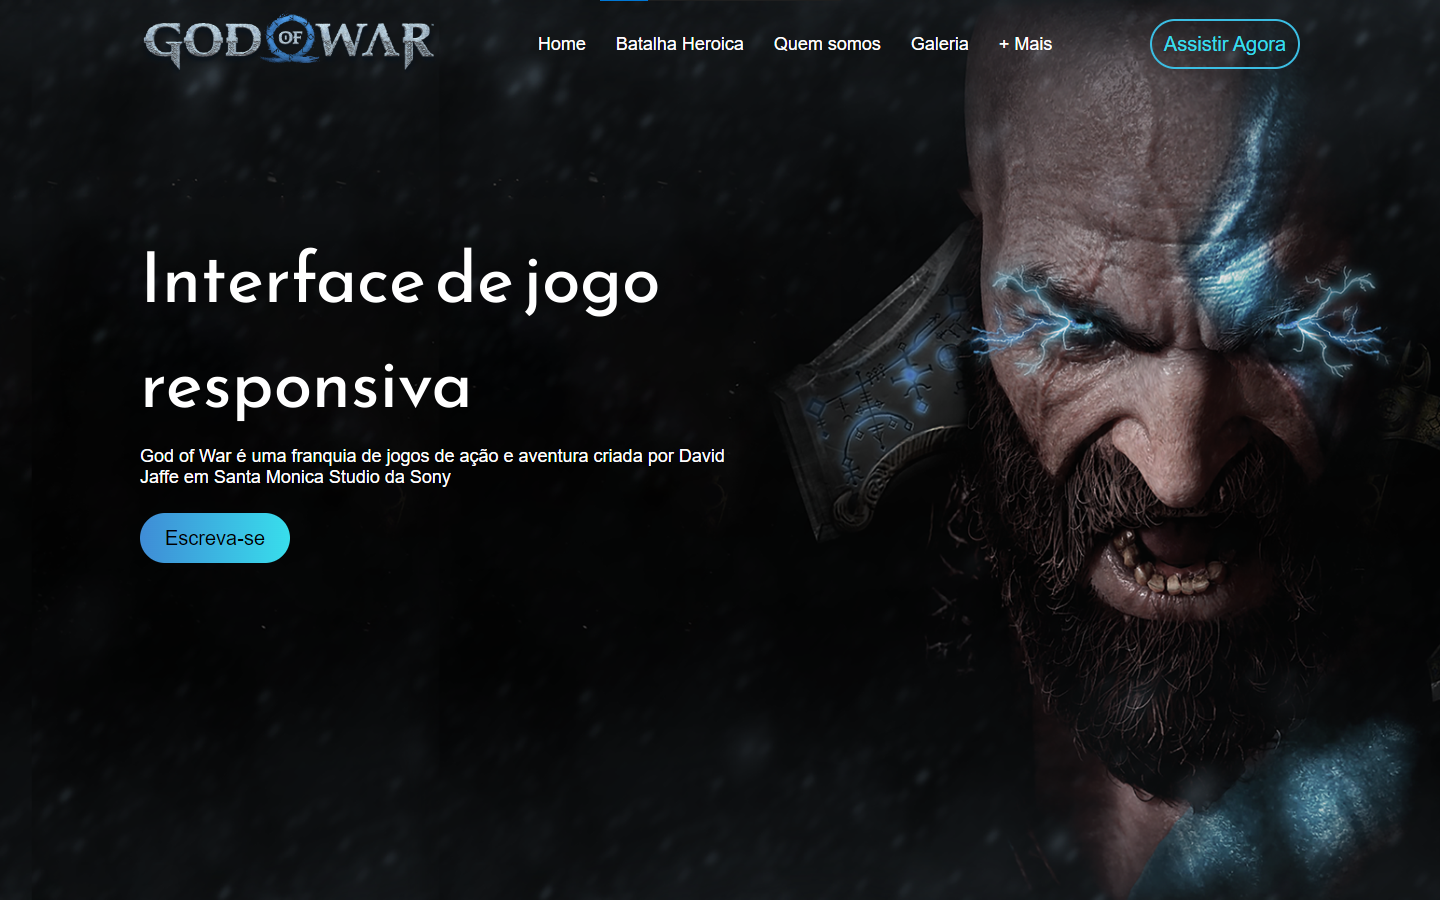 GOD OF WAR
Home
Batalha Heroica
Quem somos
Galeria
+ Mais
Assistir Agora
Interface de jogo
responsiva
God of War é uma franquia de jogos de ação e aventura criada por David
Jaffe em Santa Monica Studio da Sony
Escreva-se